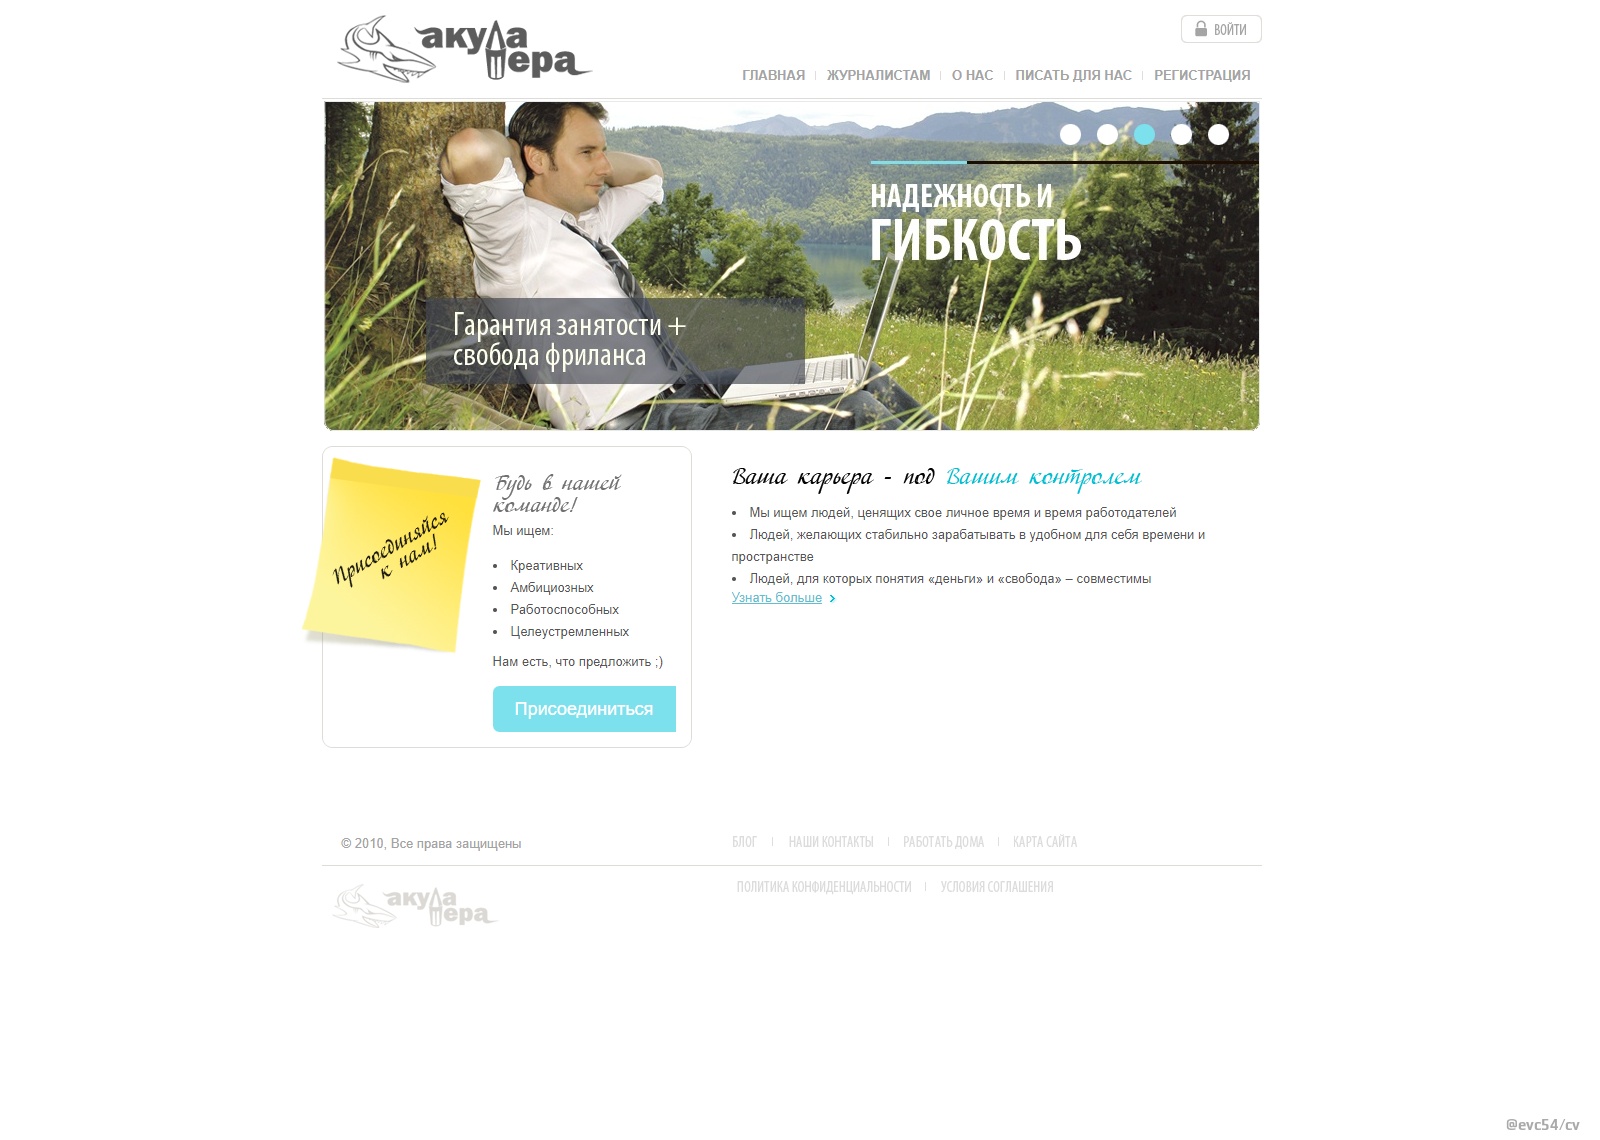 акула
пера
ВОЙТИ
ГЛАВНАЯ
ЖУРНАЛИСТАМ
О НАС
ПИСАТЬ ДЛЯ НАС
РЕГИСТРАЦИЯ
НАДЕЖНОСТЬ И
ГИБКОСТЬ
Гарантия занятости +
свобода фриланса
Присоединяйся
к нам!
Будь в нашей
команде!
Мы ищем:
• Креативных
• Амбициозных
• Работоспособных
• Целеустремленных
Нам есть, что предложить ;)
Присоединиться
Ваша карьера - под Вашим контролем
• Мы ищем людей, ценящих свое личное время и время работодателей
• Людей, желающих стабильно зарабатывать в удобном для себя времени и
пространстве
• Людей, для которых понятия «деньги» и «свобода» – совместимы
Узнать больше
© 2010, Все права защищены
БЛОГ
НАШИ КОНТАКТЫ
РАБОТАТЬ ДОМА
КАРТА САЙТА
акула
пера
ПОЛИТИКА КОНФИДЕНЦИАЛЬНОСТИ
УСЛОВИЯ СОГЛАШЕНИЯ
@evc54/cv